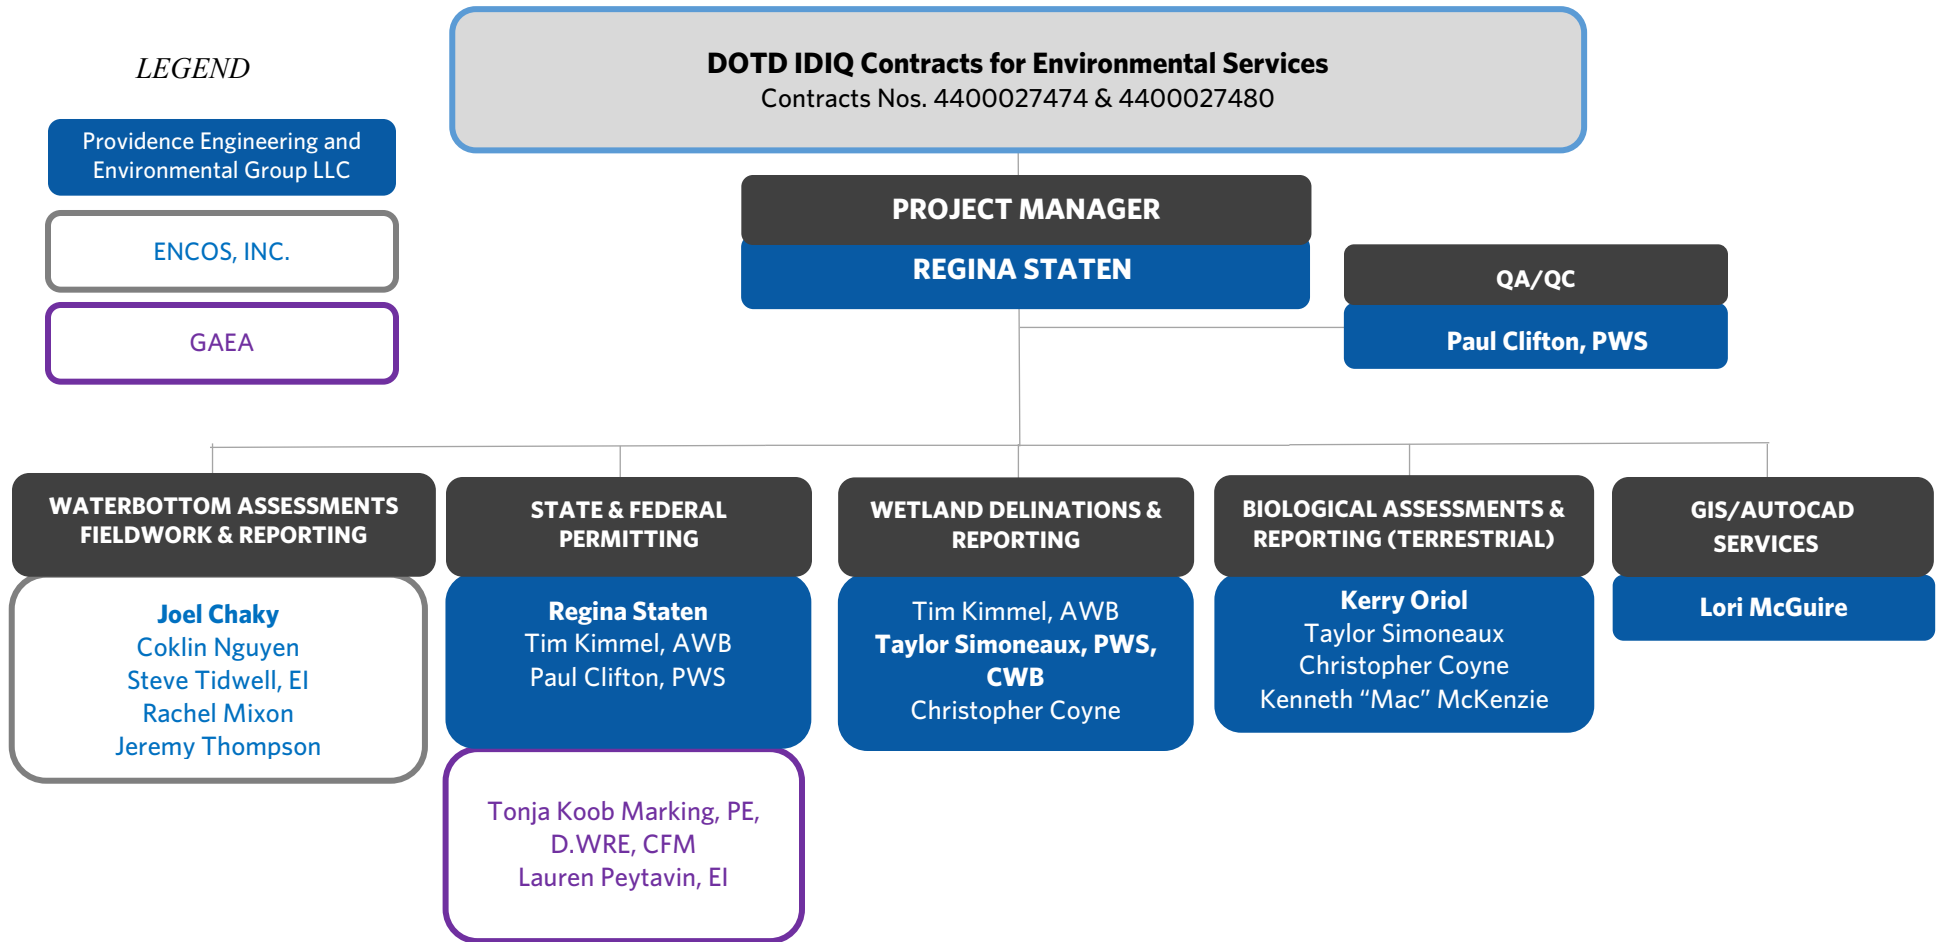 LEGEND
Providence Engineering and
Environmental Group LLC
ENCOS, INC.
GAEA
DOTD IDIQ Contracts for Environmental Services
Contracts Nos. 4400027474 & 4400027480
PROJECT MANAGER
REGINA STATEN
QA/QC
Paul Clifton, PWS
WATERBOTTOM ASSESSMENTS
FIELDWORK & REPORTING
Joel Chaky
Coklin Nguyen
Steve Tidwell, EI
Rachel Mixon
Jeremy Thompson
STATE & FEDERAL
PERMITTING
Regina Staten
Tim Kimmel, AWB
Paul Clifton, PWS
Tonja Koob Marking, PE,
D.WRE, CFM
Lauren Peytavin, EI
WETLAND DELINATIONS &
REPORTING
Tim Kimmel, AWB
Taylor Simoneaux, PWS,
CWB
Christopher Coyne
BIOLOGICAL ASSESSMENTS &
REPORTING (TERRESTRIAL)
Kerry Oriol
Taylor Simoneaux
Christopher Coyne
Kenneth “Mac” McKenzie
GIS/AUTOCAD
SERVICES
Lori McGuire